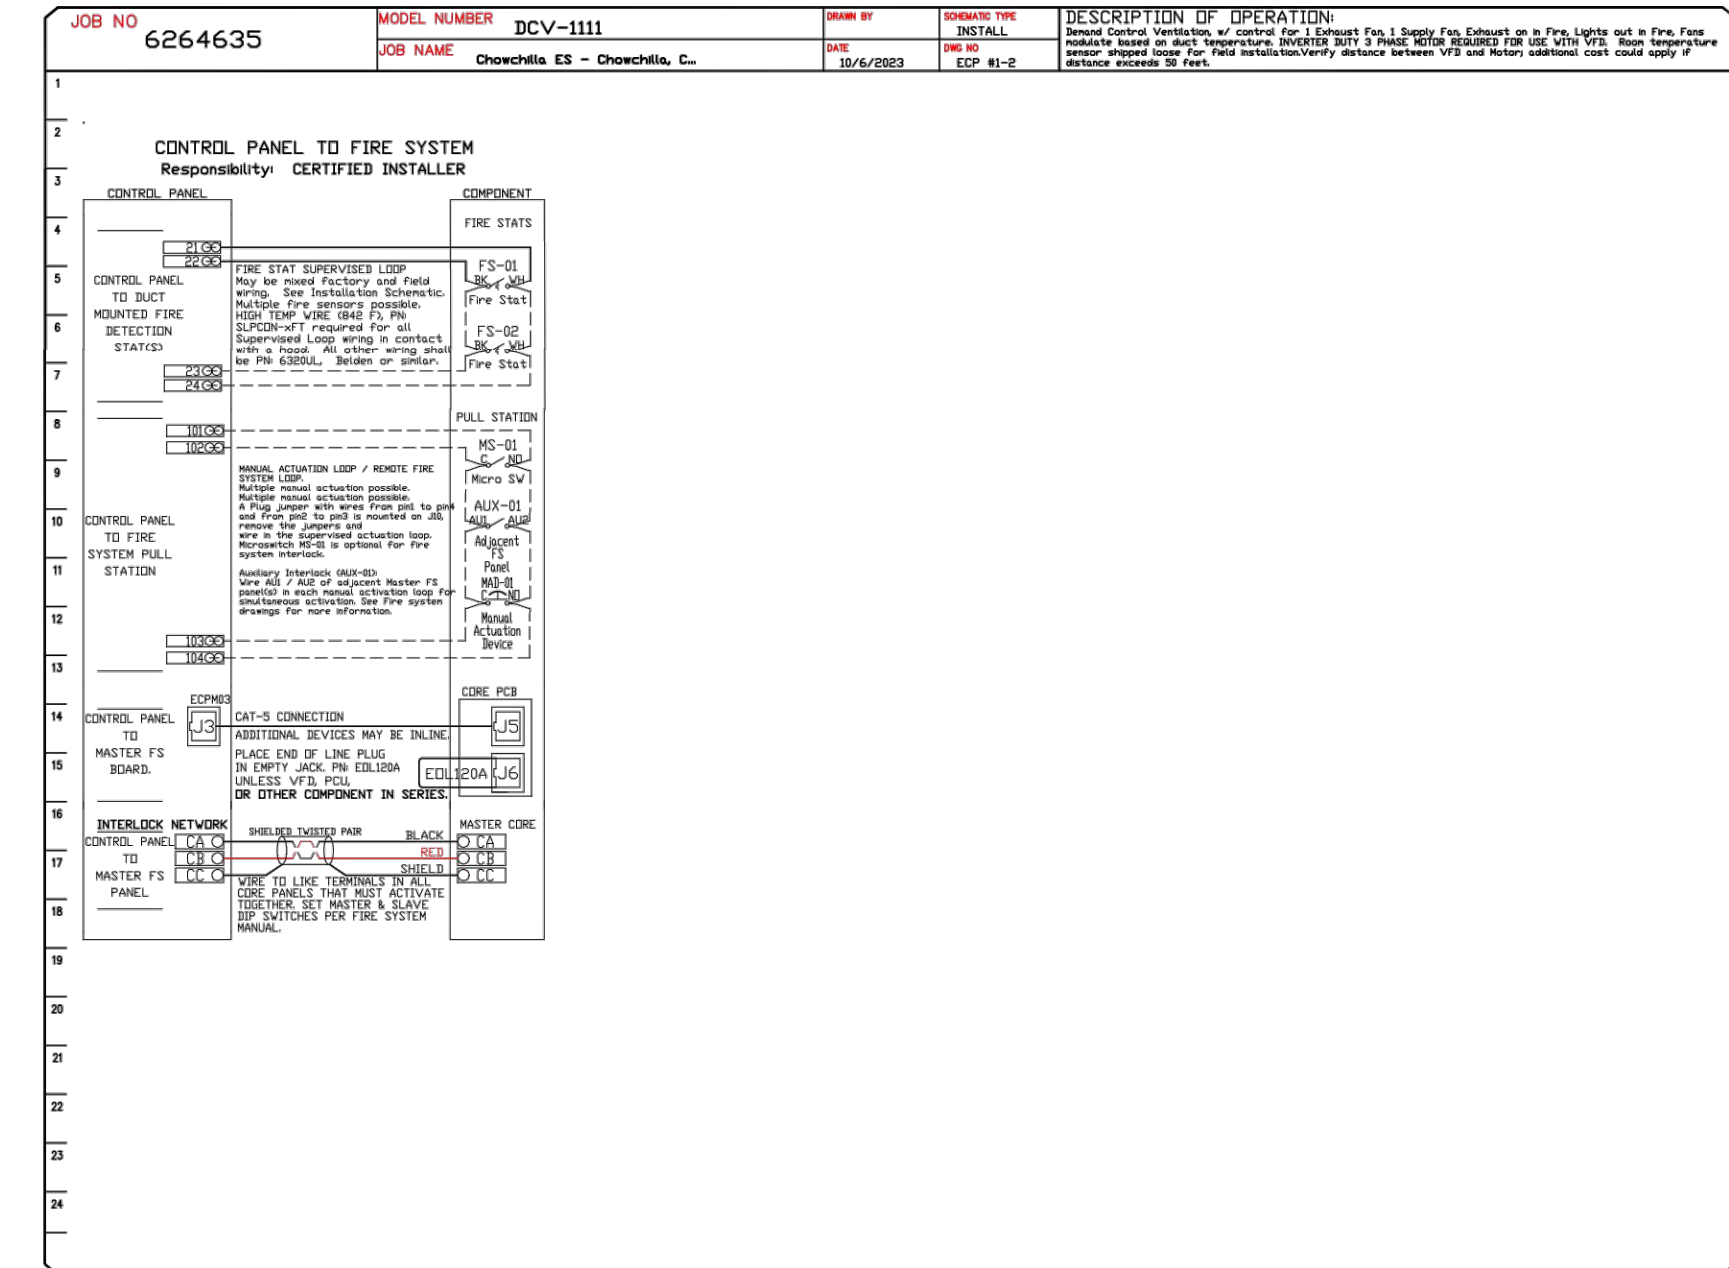 JOB NO 6264635
MODEL NUMBER DCV-1111
JOB NAME Chowchilla ES - Chowchilla, C...
DRAWN BY
DATE 10/6/2023
SCHEMATIC TYPE INSTALL
DWG NO ECP #1-2
DESCRIPTION OF OPERATION:
Demand Control Ventilation, w/ control for 1 Exhaust Fan, 1 Supply Fan, Exhaust on in Fire, Lights out in Fire, Fans
modulate based on duct temperature. INVERTER DUTY 3 PHASE MOTOR REQUIRED FOR USE WITH VFD. Room temperature
sensor shipped loose for field installation.Verify distance between VFD and Motor; additional cost could apply if
distance exceeds 50 feet.
1
2
3
4
5
6
7
8
9
10
11
12
13
14
15
16
17
18
19
20
21
22
23
24
CONTROL PANEL TO FIRE SYSTEM
Responsibility: CERTIFIED INSTALLER
CONTROL PANEL
COMPONENT
FIRE STATS
21
22
CONTROL PANEL
TO DUCT
MOUNTED FIRE
DETECTION
STAT(S)
FIRE STAT SUPERVISED LOOP
May be mixed factory and field
wiring. See Installation Schematic.
Multiple fire sensors possible.
HIGH TEMP WIRE (842 F), PN:
SLPCON-xFT required for all
Supervised Loop wiring in contact
with a hood. All other wiring shall
be PN: 6320UL, Belden or similar.
FS-01
BK WH
Fire Stat
FS-02
BK WH
Fire Stat
23
24
PULL STATION
101
102
CONTROL PANEL
TO FIRE
SYSTEM PULL
STATION
MANUAL ACTUATION LOOP / REMOTE FIRE
SYSTEM LOOP.
Multiple manual actuation possible.
Multiple manual actuation possible.
A Plug jumper with wires from pin1 to pin4
and from pin2 to pin3 is mounted on J10,
remove the jumpers and
wire in the supervised actuation loop.
Microswitch MS-01 is optional for fire
system interlock.
Auxiliary Interlock (AUX-01):
Wire AU1 / AU2 of adjacent Master FS
panel(s) in each manual activation loop for
simultaneous activation. See Fire system
drawings for more information.
MS-01
C NO
Micro SW
AUX-01
AU1 AU2
Adjacent
FS
Panel
MAD-01
C NO
Manual
Actuation
Device
103
104
ECPM03
CORE PCB
CONTROL PANEL
TO
MASTER FS
BOARD.
J3
CAT-5 CONNECTION
ADDITIONAL DEVICES MAY BE INLINE.
PLACE END OF LINE PLUG
IN EMPTY JACK. PN: EOL120A
UNLESS VFD, PCU,
OR OTHER COMPONENT IN SERIES.
J5
EOL120A J6
INTERLOCK NETWORK
CONTROL PANEL
TO
MASTER FS
PANEL
CA
CB
CC
SHIELDED TWISTED PAIR
BLACK
RED
SHIELD
MASTER CORE
CA
CB
CC
WIRE TO LIKE TERMINALS IN ALL
CORE PANELS THAT MUST ACTIVATE
TOGETHER. SET MASTER & SLAVE
DIP SWITCHES PER FIRE SYSTEM
MANUAL.